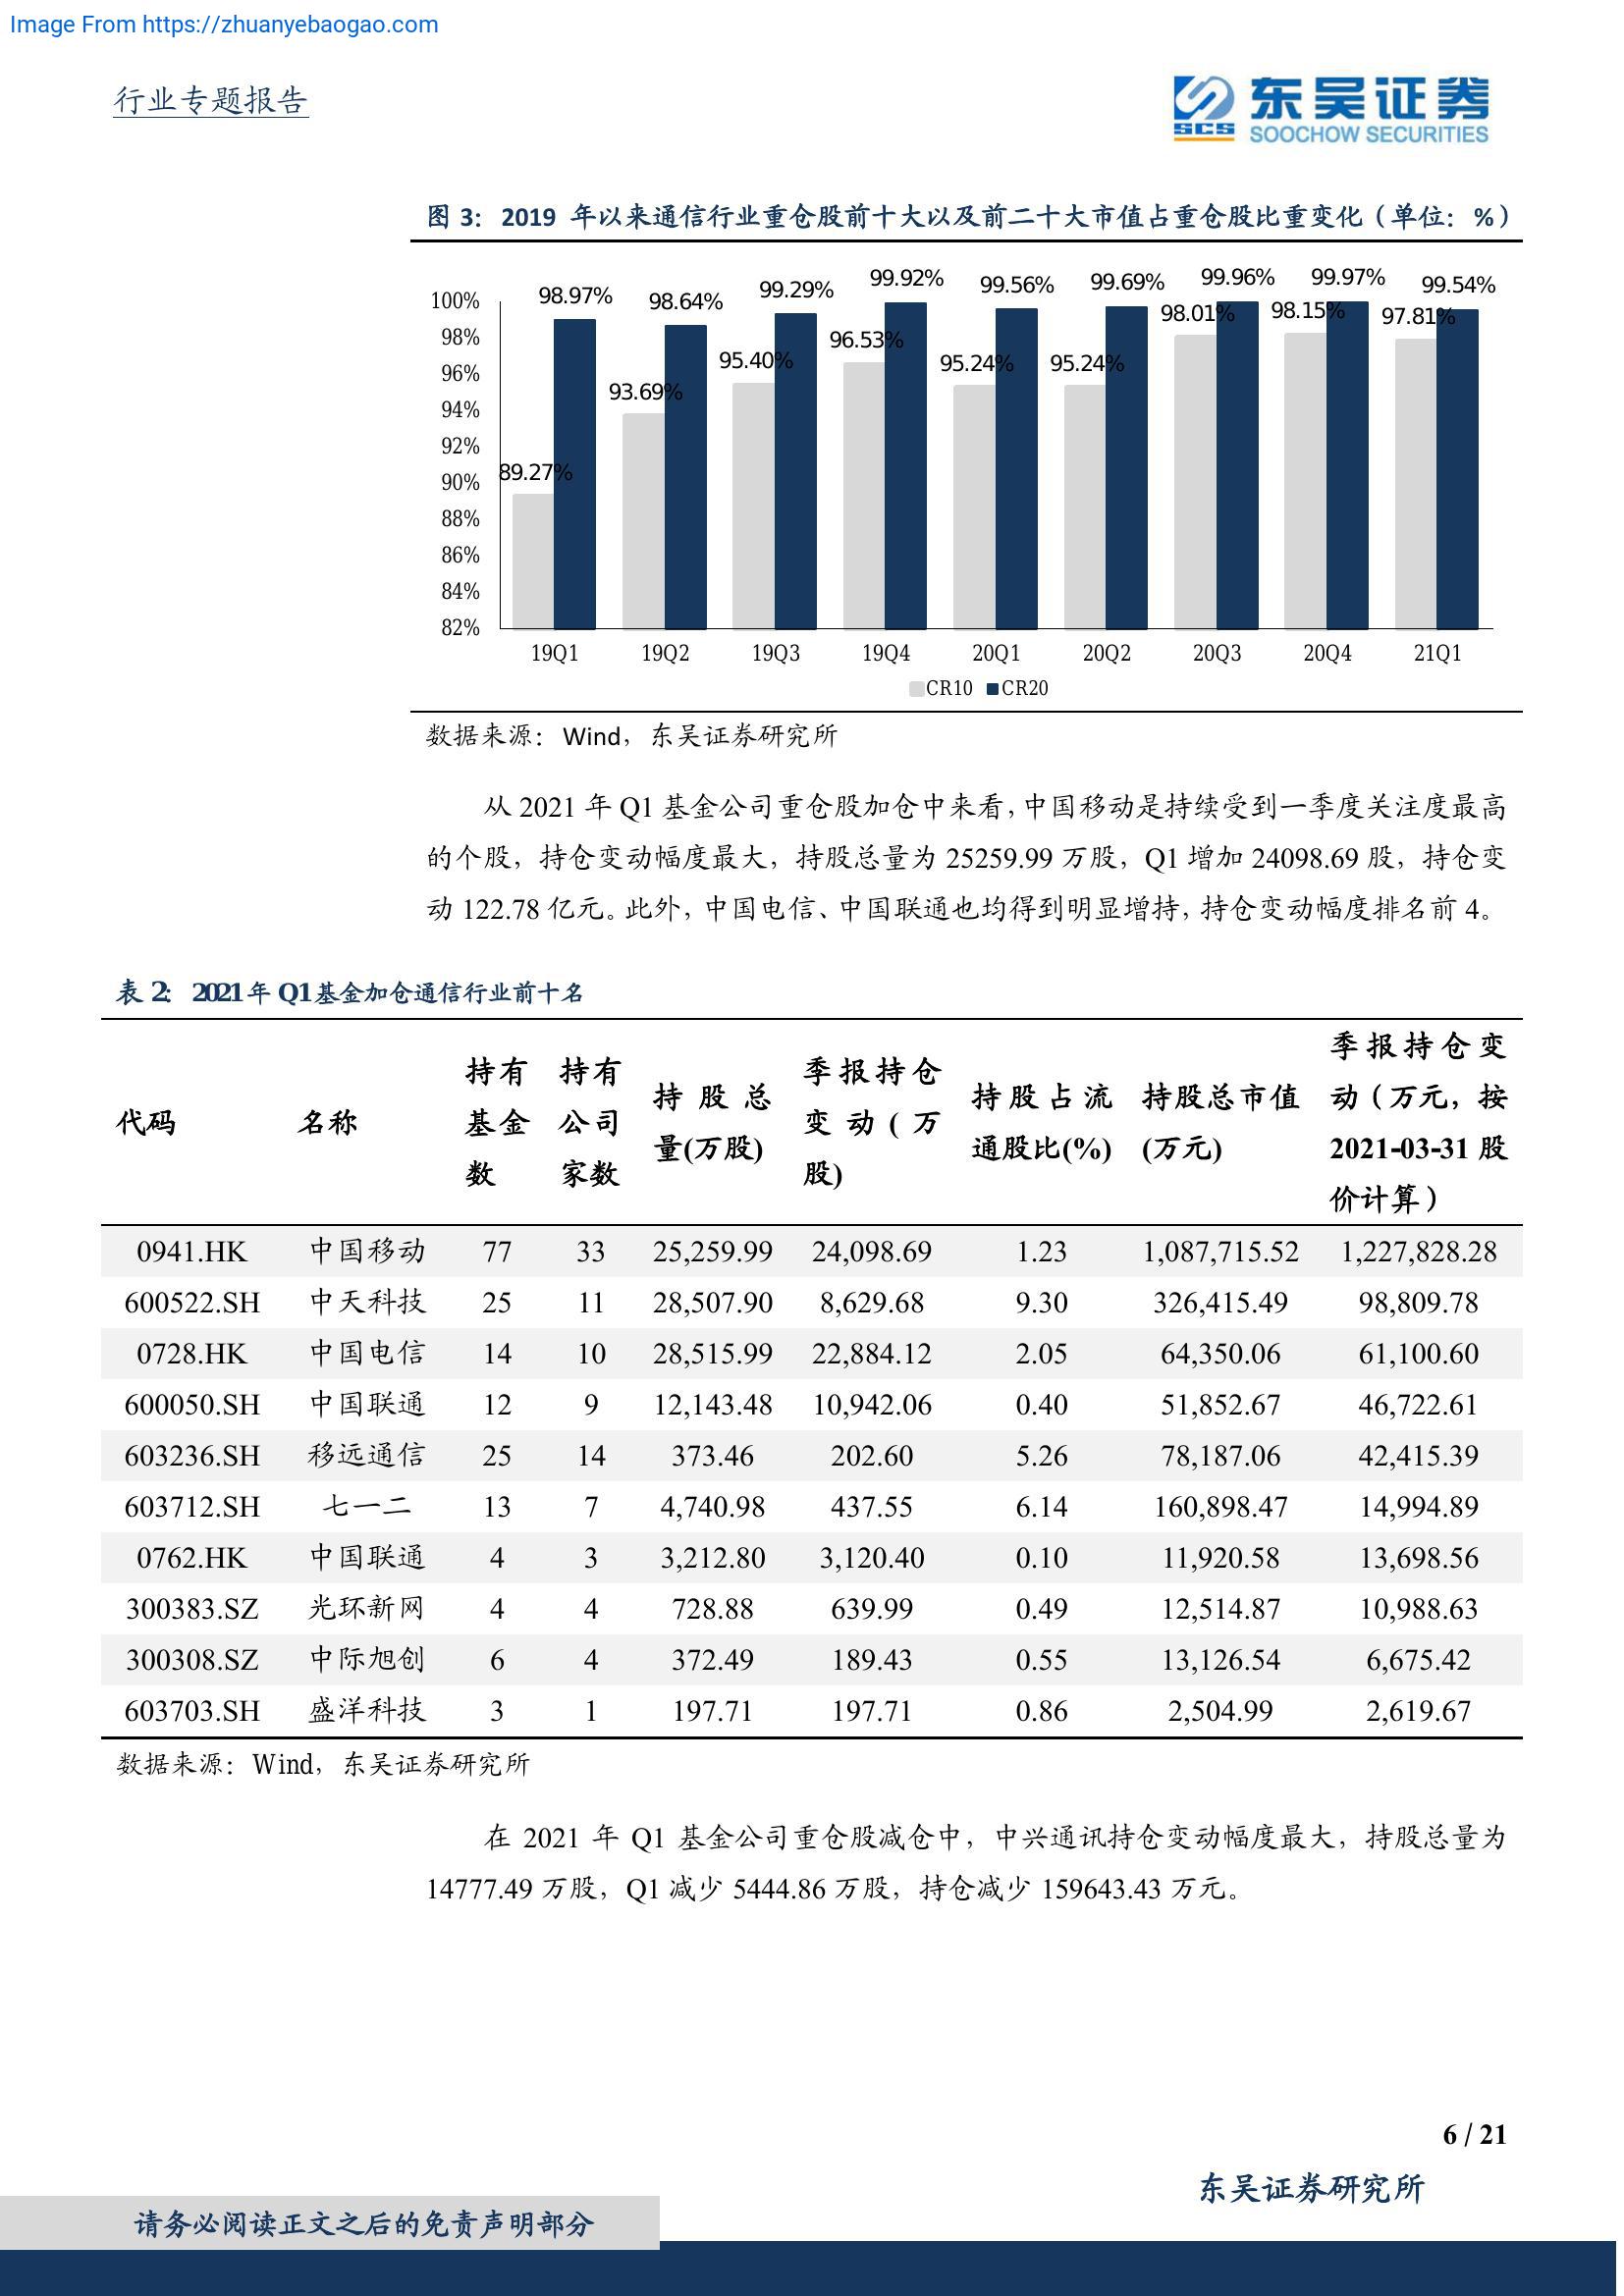 Image From https://zhuanyebaogao.com
行业专题报告
东吴证券
SCS SOOCHOW SECURITIES
图 3: 2019 年以来通信行业重仓股前十大以及前二十大市值占重仓股比重变化（单位：%）
98.97% 98.64% 99.29% 99.92% 99.56% 99.69% 99.96% 99.97% 99.54%
89.27% 93.69% 95.40% 96.53% 95.24% 95.24% 98.01% 98.15% 97.81%
100%
98%
96%
94%
92%
90%
88%
86%
84%
82%
19Q1 19Q2 19Q3 19Q4 20Q1 20Q2 20Q3 20Q4 21Q1
CR10 CR20
数据来源：Wind，东吴证券研究所
从 2021 年 Q1 基金公司重仓股加仓中来看，中国移动是持续受到一季度关注度最高
的个股，持仓变动幅度最大，持股总量为 25259.99 万股，Q1 增加 24098.69 股，持仓变
动 122.78 亿元。此外，中国电信、中国联通也均得到明显增持，持仓变动幅度排名前 4。
表 2: 2021 年 Q1 基金加仓通信行业前十名
代码 名称 持有基金数 持有公司家数 持股总量(万股) 季报持仓变动(万股) 持股占流通股比(%) 持股总市值(万元) 季报持仓变动（万元，按2021-03-31 股价计算）
0941.HK 中国移动 77 33 25,259.99 24,098.69 1.23 1,087,715.52 1,227,828.28
600522.SH 中天科技 25 11 28,507.90 8,629.68 9.30 326,415.49 98,809.78
0728.HK 中国电信 14 10 28,515.99 22,884.12 2.05 64,350.06 61,100.60
600050.SH 中国联通 12 9 12,143.48 10,942.06 0.40 51,852.67 46,722.61
603236.SH 移远通信 25 14 373.46 202.60 5.26 78,187.06 42,415.39
603712.SH 七一二 13 7 4,740.98 437.55 6.14 160,898.47 14,994.89
0762.HK 中国联通 4 3 3,212.80 3,120.40 0.10 11,920.58 13,698.56
300383.SZ 光环新网 4 4 728.88 639.99 0.49 12,514.87 10,988.63
300308.SZ 中际旭创 6 4 372.49 189.43 0.55 13,126.54 6,675.42
603703.SH 盛洋科技 3 1 197.71 197.71 0.86 2,504.99 2,619.67
数据来源：Wind，东吴证券研究所
在 2021 年 Q1 基金公司重仓股减仓中，中兴通讯持仓变动幅度最大，持股总量为
14777.49 万股，Q1 减少 5444.86 万股，持仓减少 159643.43 万元。
6 / 21
东吴证券研究所
请务必阅读正文之后的免责声明部分